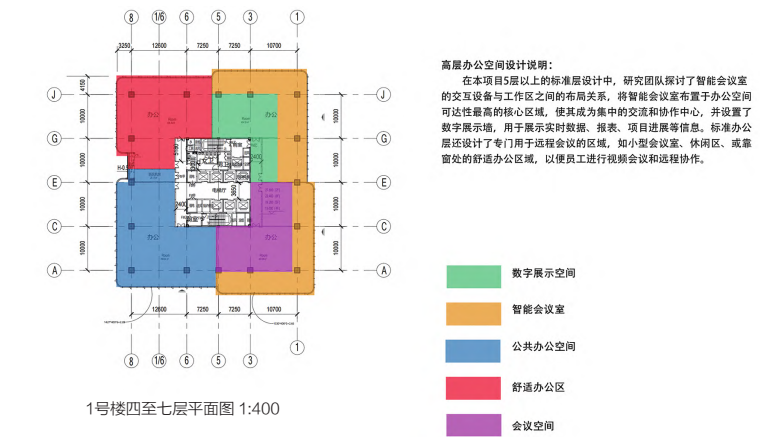 8 1/6 6 5 3 1
3250 12600 7250 7250 10700
4150
J J
办公
10000 10000
G G
2400
H-0.5
E E
3650
2400
10000 10000
C C
办公 办公
10000 10000
A A
12600 7250 7250 10700
8 1/6 6 5 3 1
1号楼四至七层平面图 1:400
高层办公空间设计说明：
在本项目5层以上的标准层设计中，研究团队探讨了智能会议室
的交互设备与工作区之间的布局关系，将智能会议室布置于办公空间
可达性最高的核心区域，使其成为集中的交流和协作中心，并设置了
数字展示墙，用于展示实时数据、报表、项目进展等信息。标准办公
层还设计了专门用于远程会议的区域，如小型会议室、休闲区、或靠
窗处的舒适办公区域，以便员工进行视频会议和远程协作。
数字展示空间
智能会议室
公共办公空间
舒适办公区
会议空间